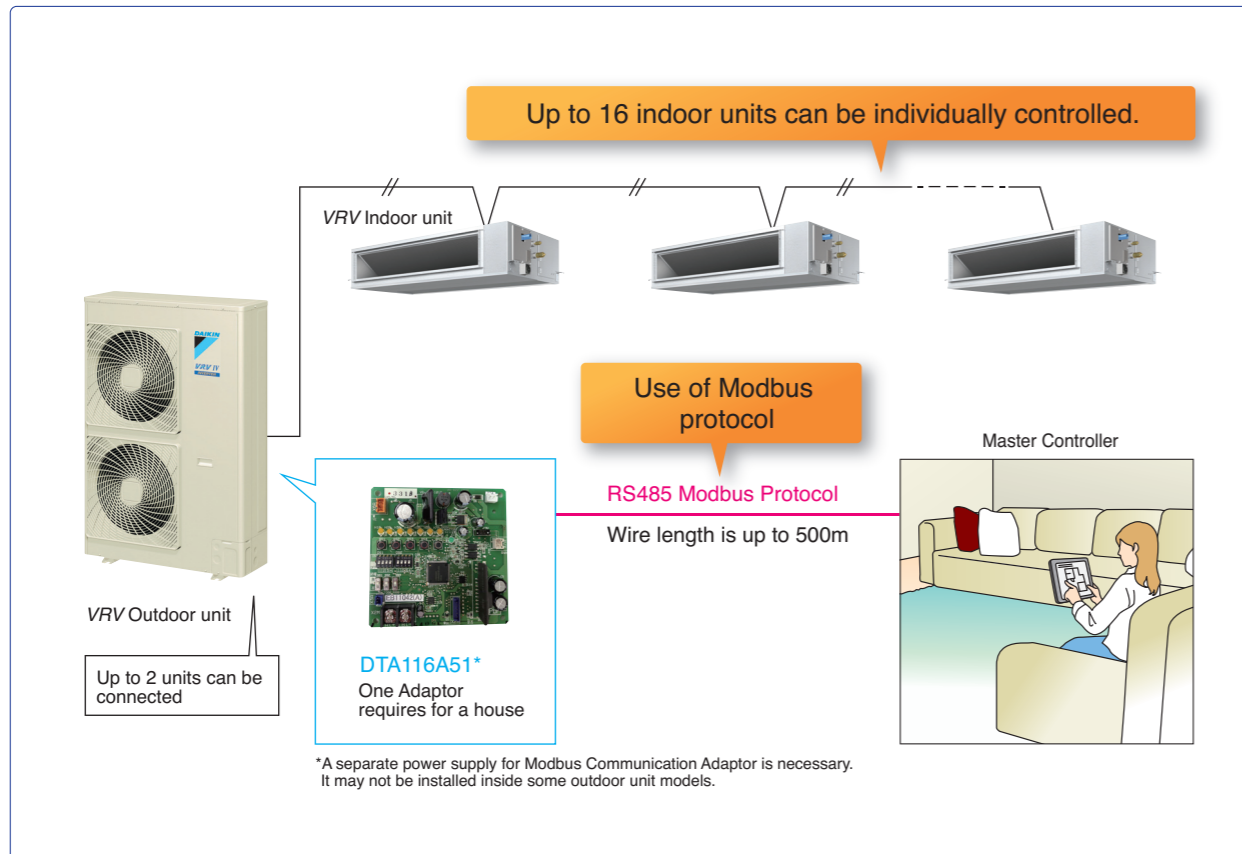 Up to 16 indoor units can be individually controlled.
VRV Indoor unit
DAIKIN
VRV IV
Use of Modbus
protocol
Master Controller
RS485 Modbus Protocol
Wire length is up to 500m
VRV Outdoor unit
Up to 2 units can be
connected
DTA116A51*
One Adaptor
requires for a house
*A separate power supply for Modbus Communication Adaptor is necessary.
It may not be installed inside some outdoor unit models.